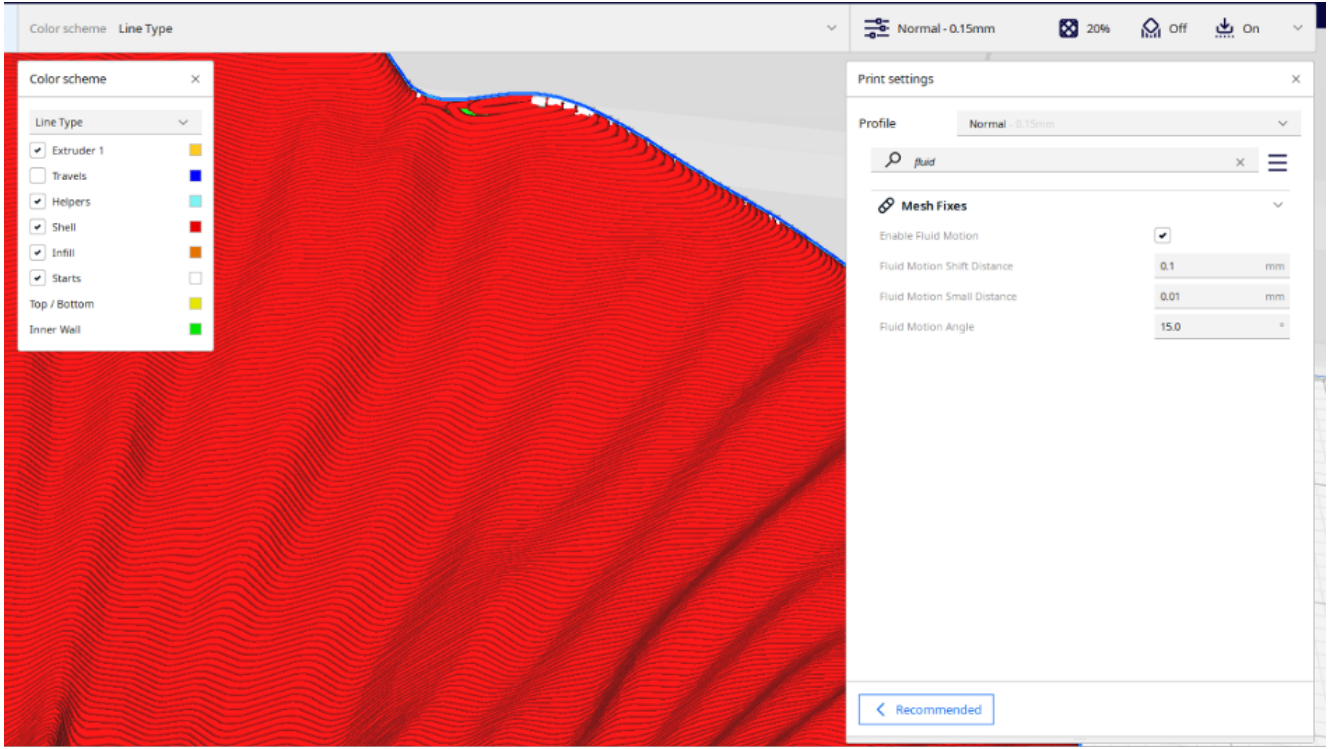 Color scheme Line Type
Normal - 0.15mm 20% Off On
Color scheme
Line Type
Extruder 1
Travels
Helpers
Shell
Infill
Starts
Top / Bottom
Inner Wall
Print settings
Profile Normal - 0.15mm
fluid
Mesh Fixes
Enable Fluid Motion
Fluid Motion Shift Distance 0.1 mm
Fluid Motion Small Distance 0.01 mm
Fluid Motion Angle 15.0 °
Recommended